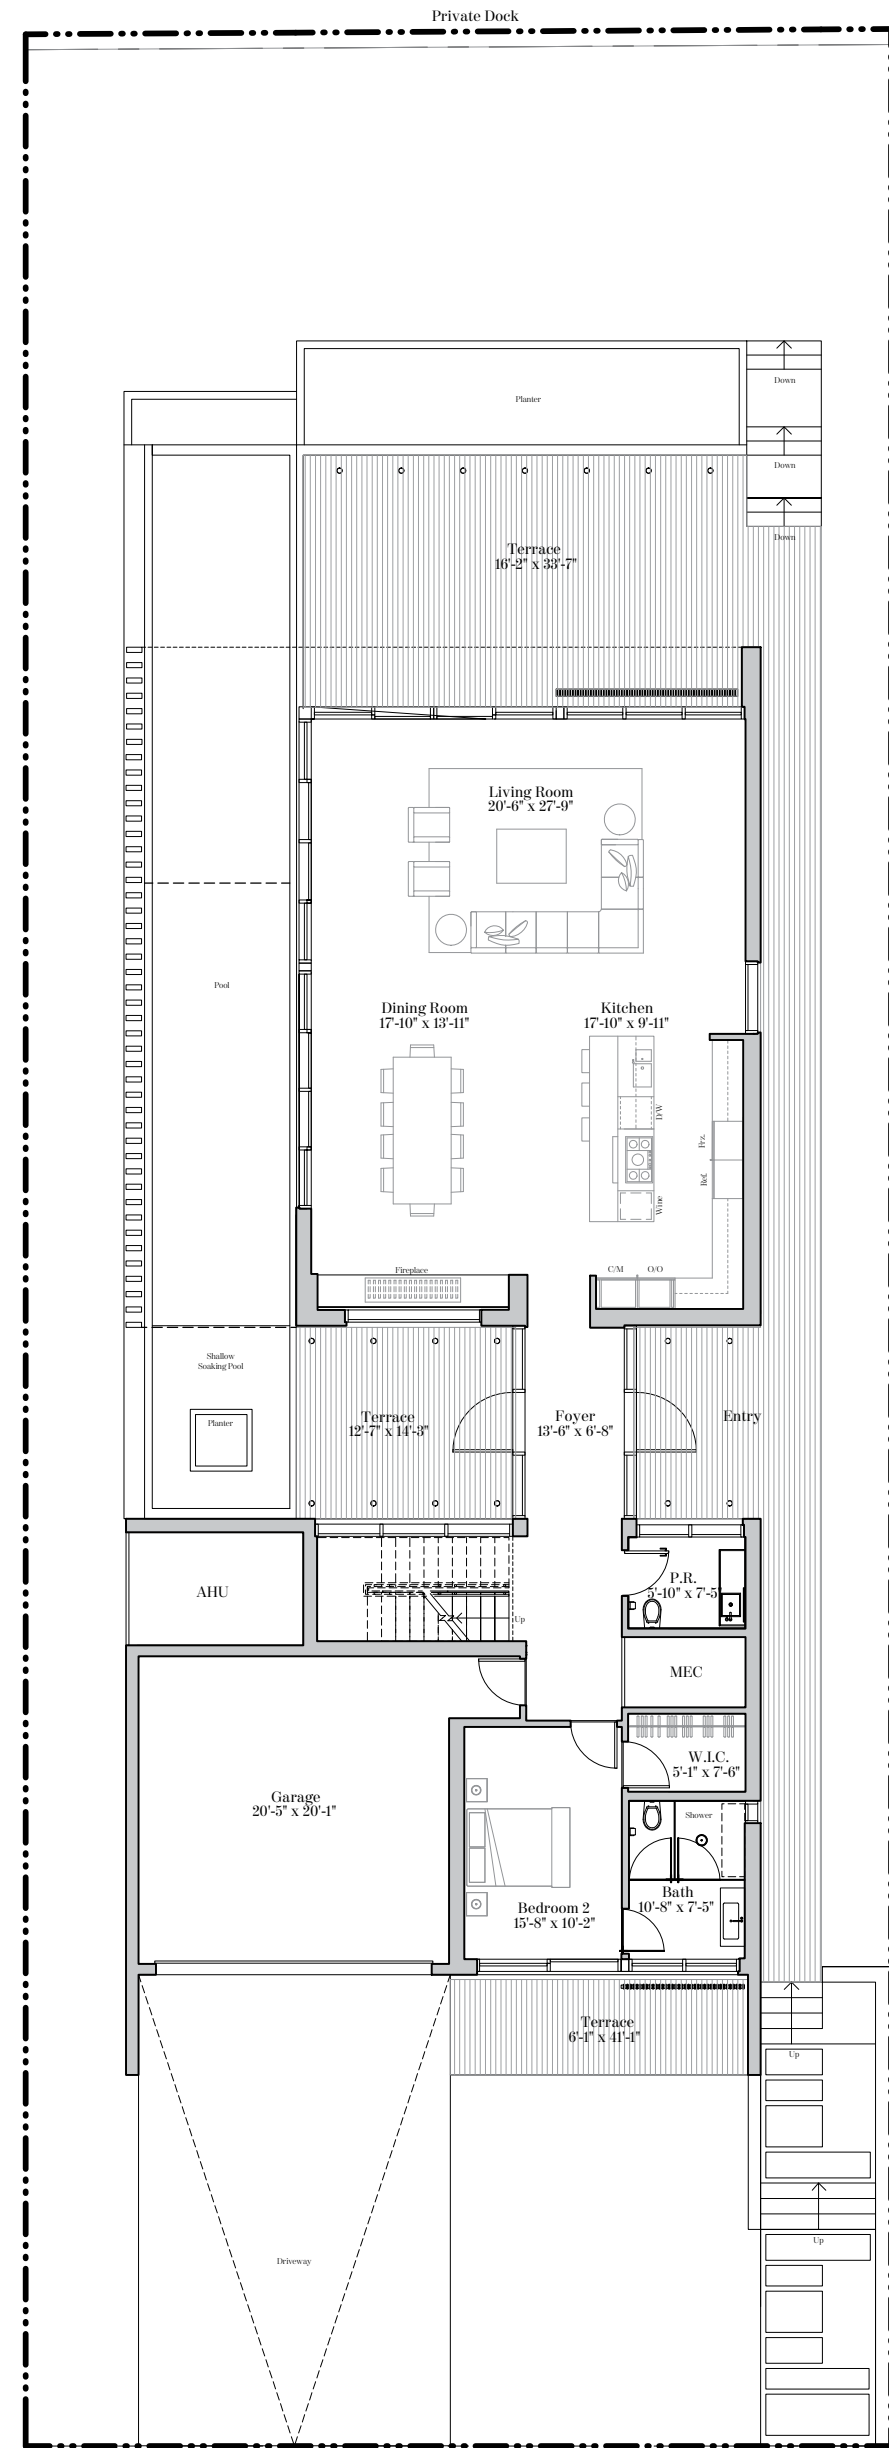 Private Dock
Down
Planter
Down
Down
Terrace
16'-2" x 33'-7"
Living Room
20'-6" x 27'-9"
Pool
Dining Room
17'-10" x 13'-11"
Kitchen
17'-10" x 9'-11"
D/W
Frz.
Ref.
Wine
Fireplace
C/M
O/O
Shallow
Soaking Pool
Planter
Terrace
12'-7" x 14'-3"
Foyer
13'-6" x 6'-8"
Entry
AHU
Up
P.R.
5'-10" x 7'-5"
MEC
W.I.C.
5'-1" x 7'-6"
Garage
20'-5" x 20'-1"
Shower
Bath
10'-8" x 7'-5"
Bedroom 2
15'-8" x 10'-2"
Terrace
6'-1" x 41'-1"
Up
Up
Driveway